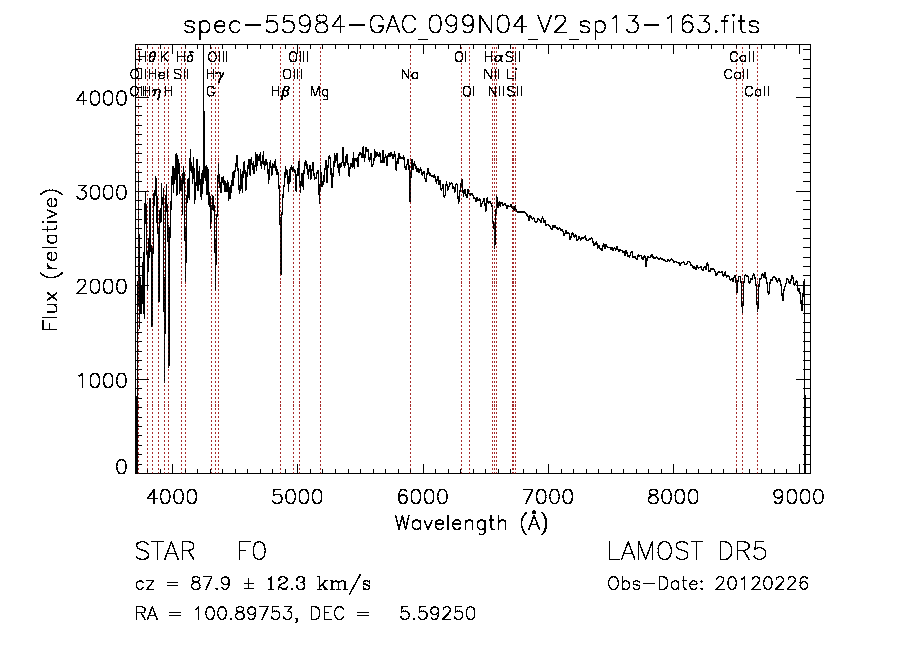 spec-55984-GAC_099N04_V2_sp13-163.fits
Hθ K Hδ OIII OIII OI Hα SII CaII
OII HeI SII Hγ OIII Na NII Li CaII
OII Hη H G Hβ Mg OI NII SII CaII
4000
3000
2000
1000
0
Flux (relative)
4000 5000 6000 7000 8000 9000
Wavelength (Å)
STAR F0 LAMOST DR5
cz = 87.9 ± 12.3 km/s Obs-Date: 20120226
RA = 100.89753, DEC = 5.59250